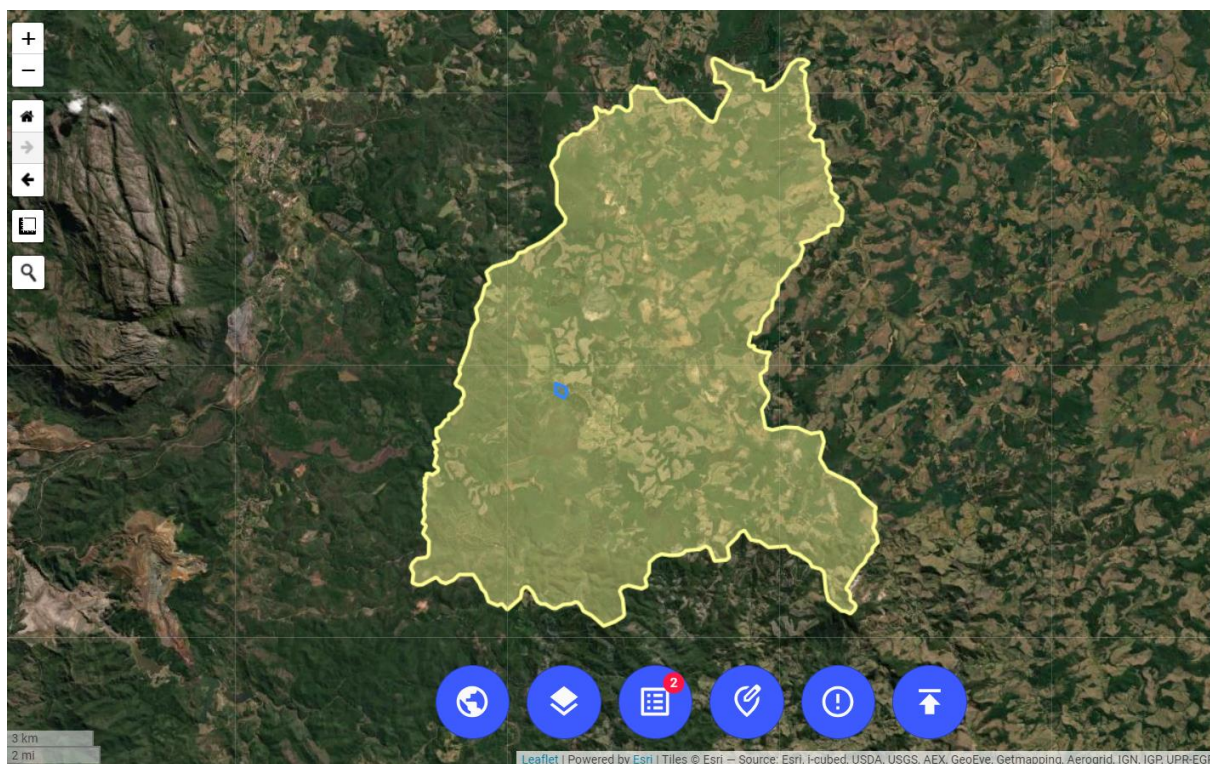 +
−
2
3 km
2 mi
Leaflet | Powered by Esri | Tiles © Esri — Source: Esri, i-cubed, USDA, USGS, AEX, GeoEye, Getmapping, Aerogrid, IGN, IGP, UPR-EG